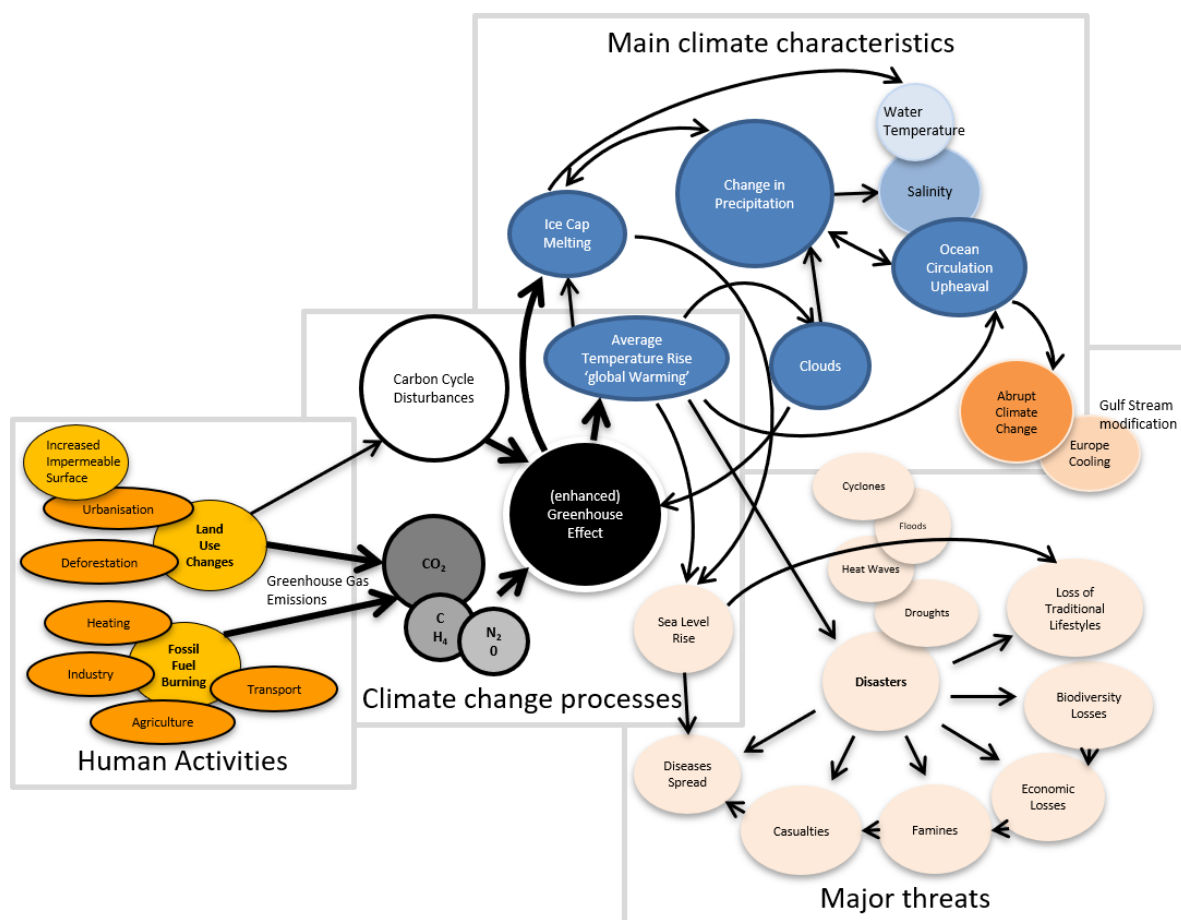 Main climate characteristics
Water
Temperature
Change in
Precipitation
Salinity
Ice Cap
Melting
Ocean
Circulation
Upheaval
Average
Temperature Rise
‘global Warming’
Clouds
Carbon Cycle
Disturbances
Abrupt
Climate
Change
Gulf Stream
modification
Europe
Cooling
(enhanced)
Greenhouse
Effect
CO₂
C
H₄
N₂
0
Greenhouse Gas
Emissions
Climate change processes
Increased
Impermeable
Surface
Urbanisation
Land
Use
Changes
Deforestation
Heating
Fossil
Fuel
Burning
Industry
Transport
Agriculture
Human Activities
Cyclones
Floods
Heat Waves
Droughts
Sea Level
Rise
Loss of
Traditional
Lifestyles
Disasters
Biodiversity
Losses
Diseases
Spread
Economic
Losses
Casualties
Famines
Major threats